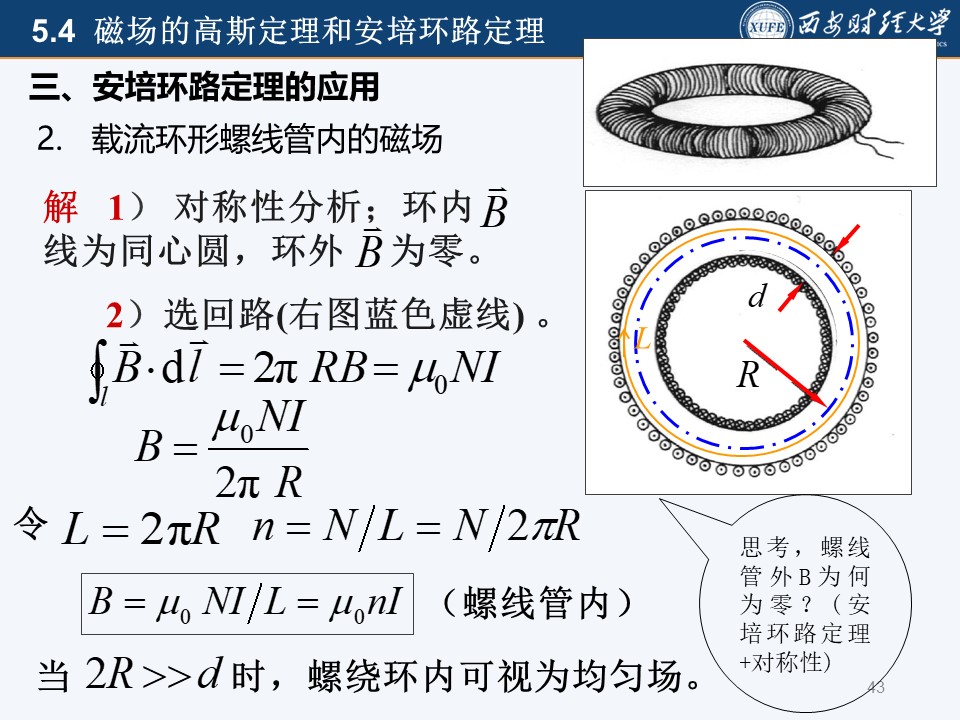 5.4 磁场的高斯定理和安培环路定理
XUFE 西安财经大学
三、安培环路定理的应用
2. 载流环形螺线管内的磁场
解 1） 对称性分析；环内 $\vec{B}$
线为同心圆，环外 $\vec{B}$ 为零。
2）选回路(右图蓝色虚线) 。
$\oint_l \vec{B} \cdot \mathrm{d}\vec{l} = 2\pi RB = \mu_0 NI$
$B = \frac{\mu_0 NI}{2\pi R}$
令 $L = 2\pi R$ $n = N/L = N/2\pi R$
$B = \mu_0 NI/L = \mu_0 nI$ （螺线管内）
当 $2R >> d$ 时，螺绕环内可视为均匀场。
d
L
R
思考，螺线
管外B为何
为零？(安
培环路定理
+对称性)
43